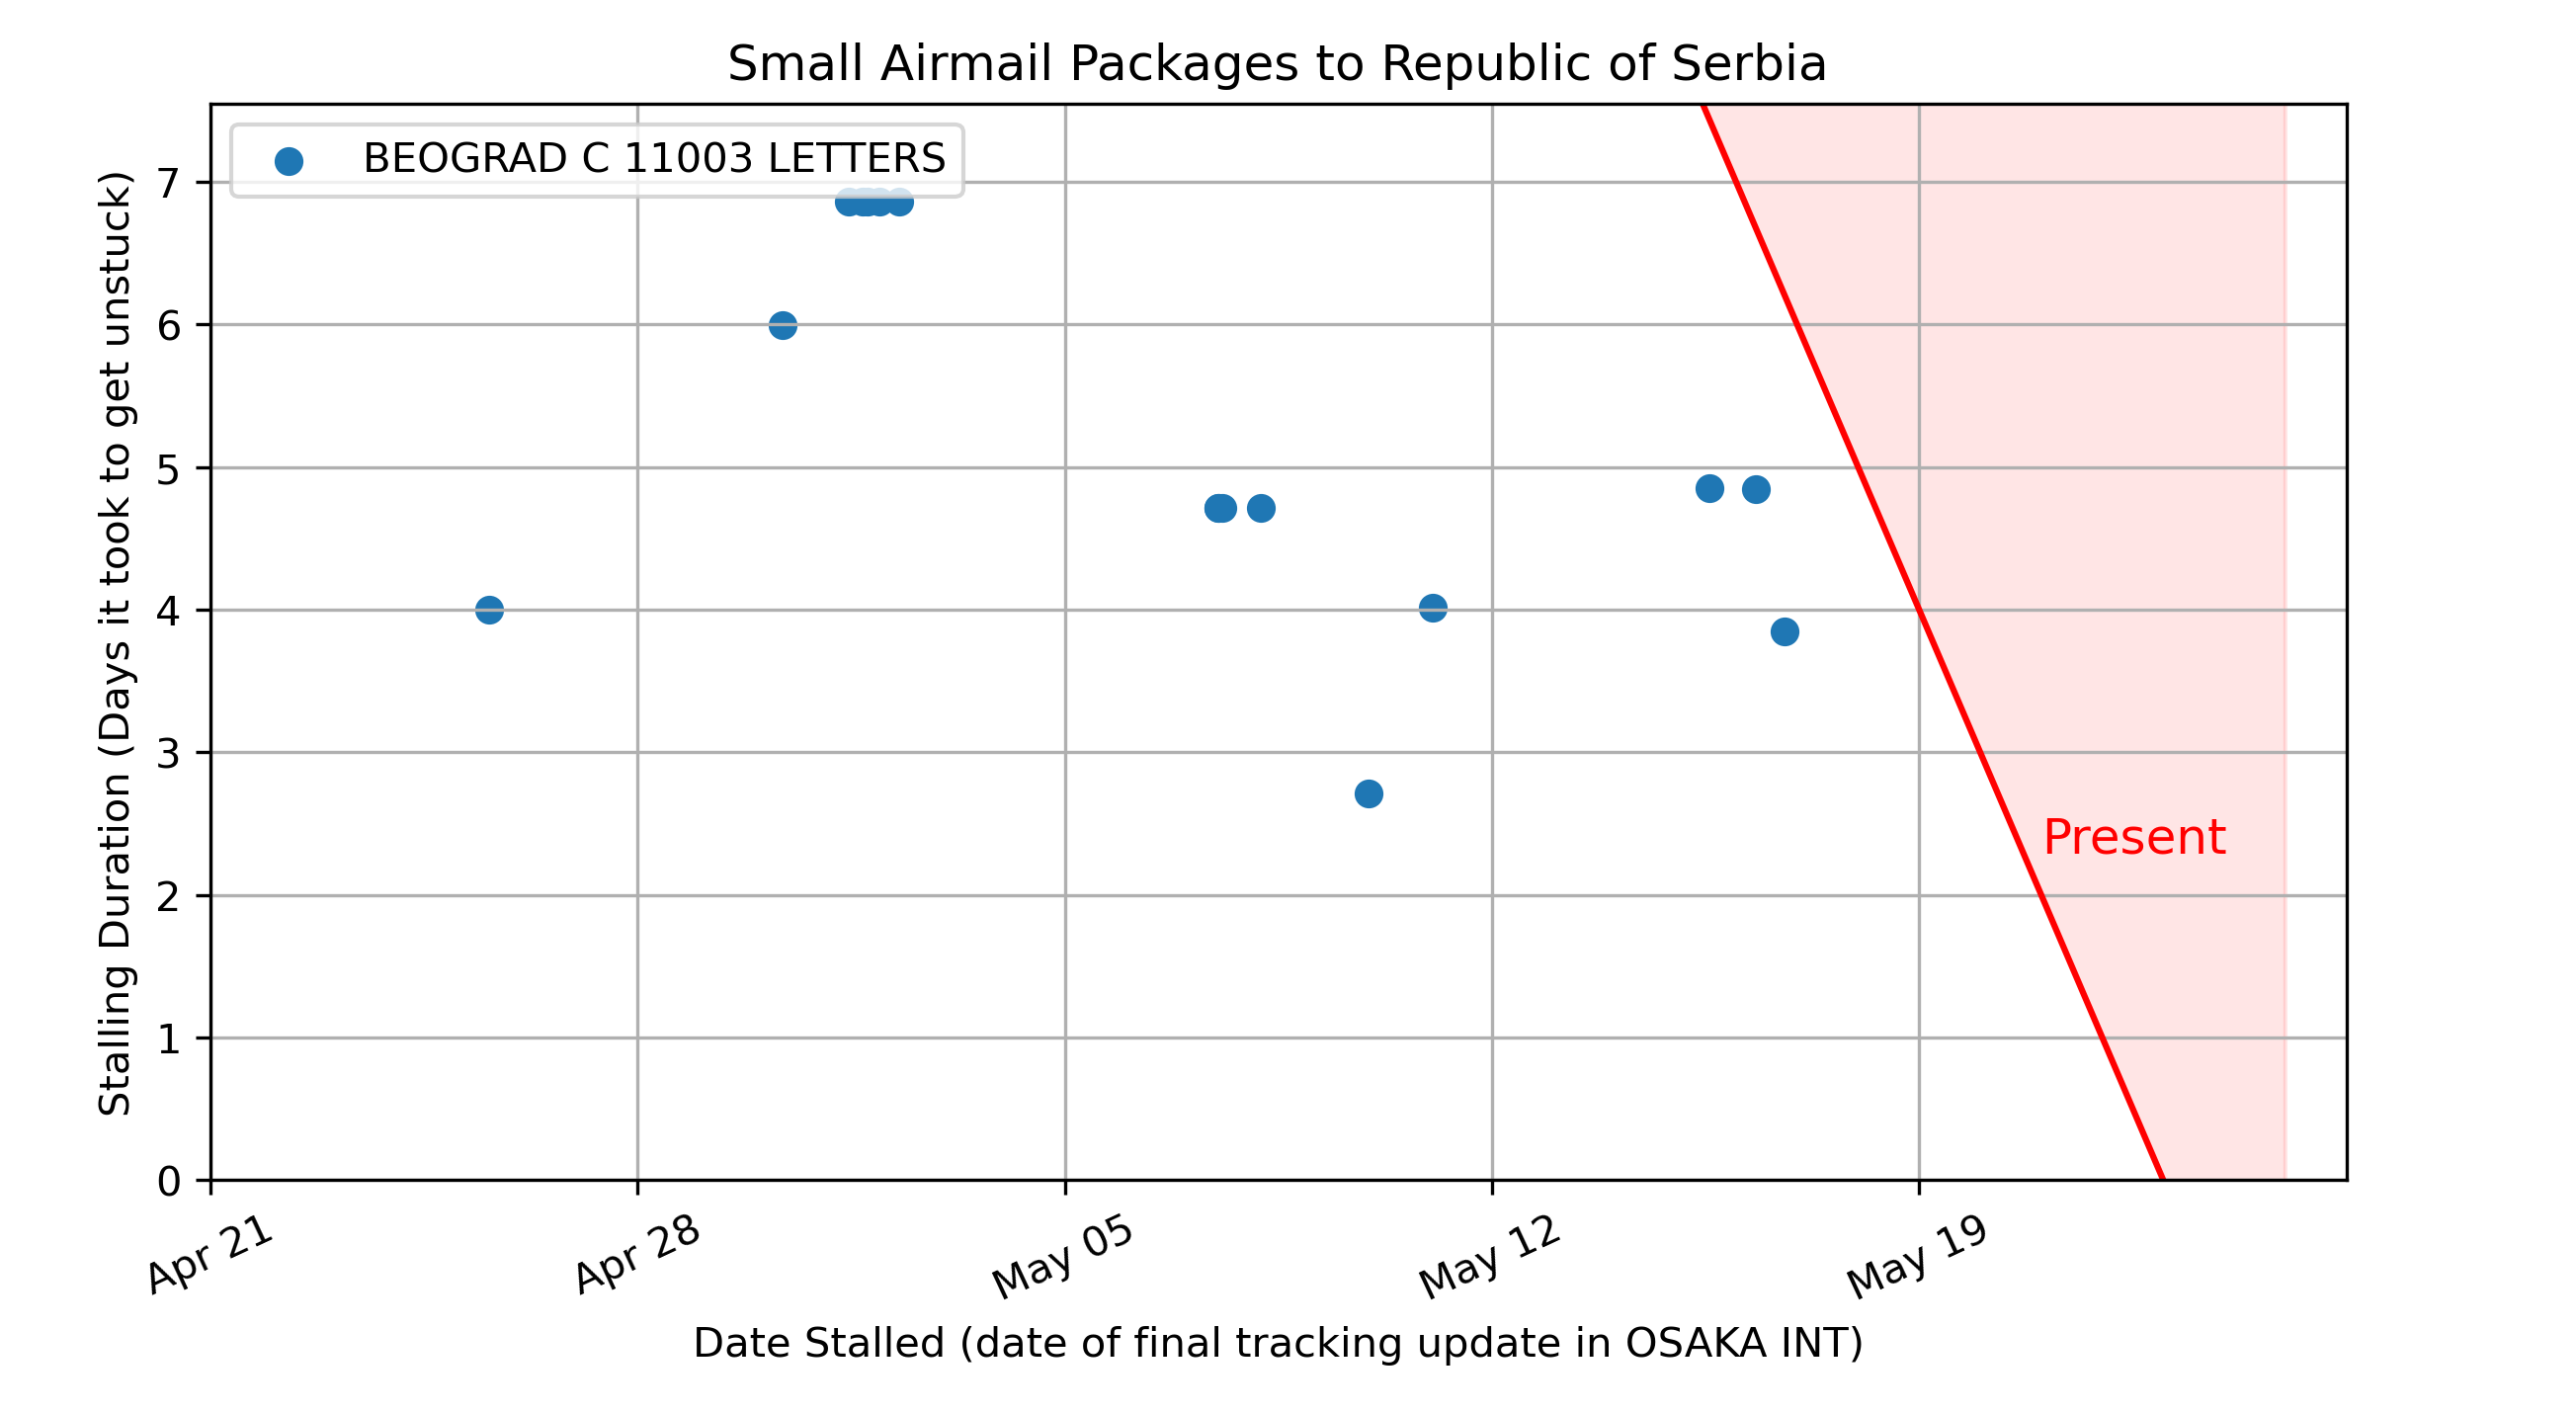 Small Airmail Packages to Republic of Serbia
BEOGRAD C 11003 LETTERS
Stalling Duration (Days it took to get unstuck)
7
6
5
4
3
2
1
0
Present
Apr 21
Apr 28
May 05
May 12
May 19
Date Stalled (date of final tracking update in OSAKA INT)